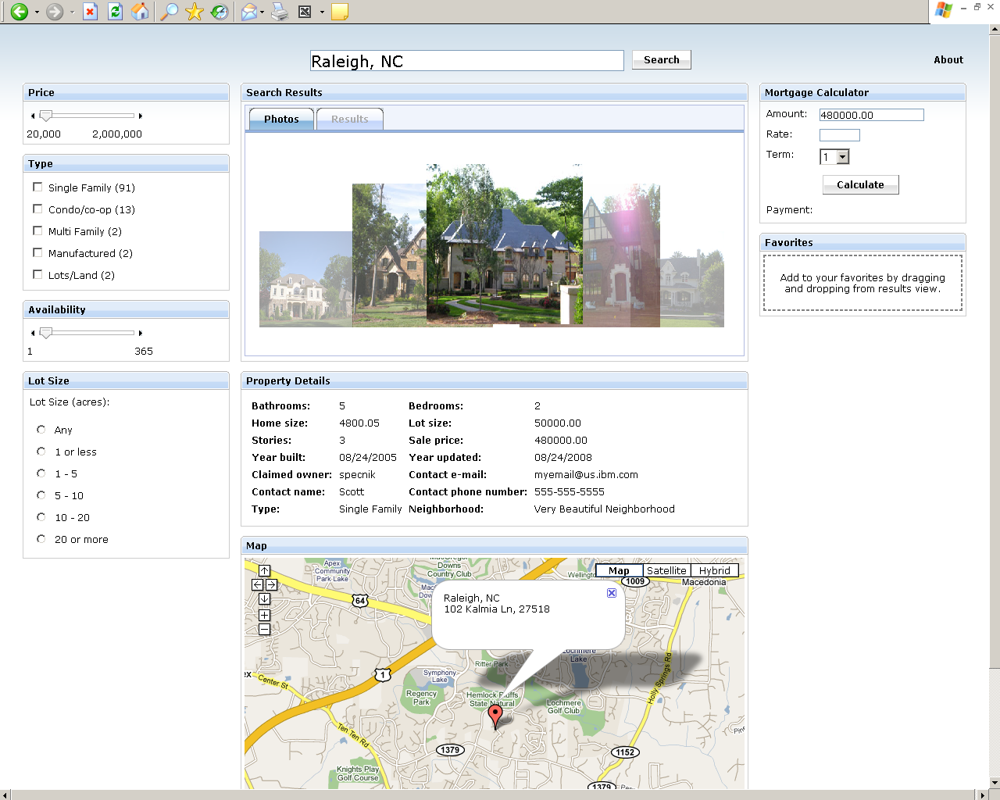 Raleigh, NC
Search
About
Price
20,000 2,000,000
Type
Single Family (91)
Condo/co-op (13)
Multi Family (2)
Manufactured (2)
Lots/Land (2)
Availability
1 365
Lot Size
Lot Size (acres):
Any
1 or less
1 - 5
5 - 10
10 - 20
20 or more
Search Results
Photos Results
Property Details
Bathrooms: 5 Bedrooms: 2
Home size: 4800.05 Lot size: 50000.00
Stories: 3 Sale price: 480000.00
Year built: 08/24/2005 Year updated: 08/24/2008
Claimed owner: specnik Contact e-mail: myemail@us.ibm.com
Contact name: Scott Contact phone number: 555-555-5555
Type: Single Family Neighborhood: Very Beautiful Neighborhood
Map
Map Satellite Hybrid
Apex
Community
Park Lake
Downs
Country Club
1009
Macedonia
64
Raleigh, NC
102 Kalmia Ln, 27518
Lochmere
Lake
Ritter Park
1
Symphony
Lake
Center St
Regency
Park
Hemlock Bluffs
State Natural
Lochmere
Golf Club
Holly Springs Rd
Ten Ten Rd
1379
1152
Knights Play
Golf Course
1379
Mortgage Calculator
Amount: 480000.00
Rate:
Term: 1
Calculate
Payment:
Favorites
Add to your favorites by dragging
and dropping from results view.